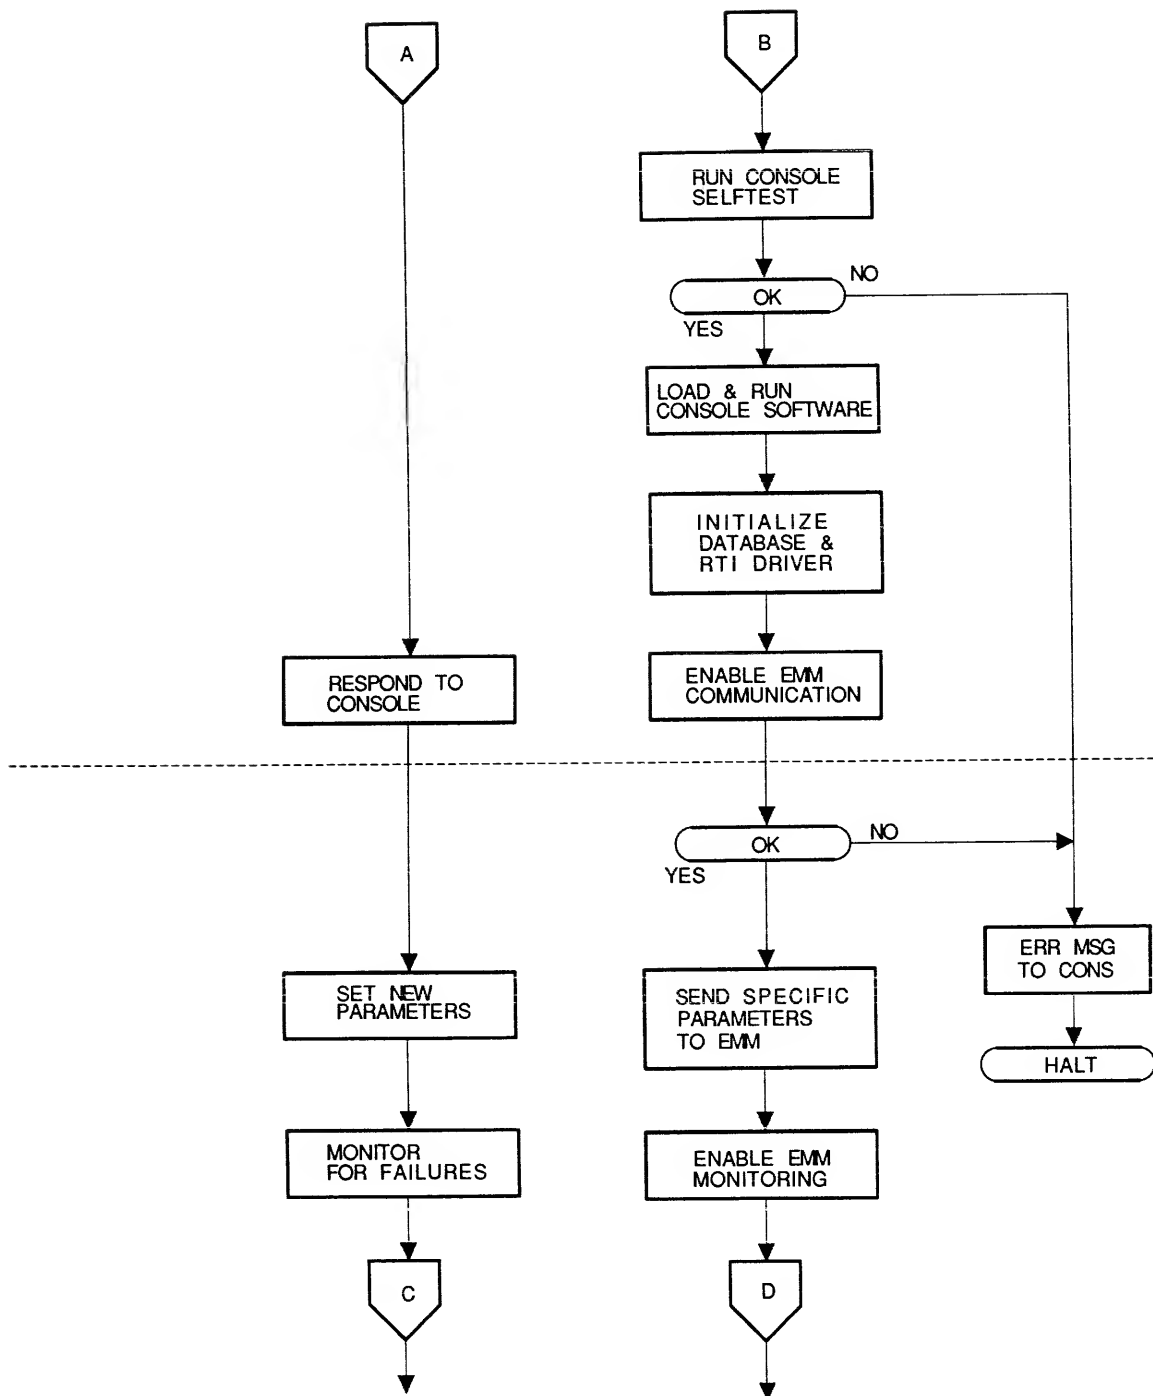 A
B
RUN CONSOLE
SELFTEST
NO
OK
YES
LOAD & RUN
CONSOLE SOFTWARE
INITIALIZE
DATABASE &
RTI DRIVER
RESPOND TO
CONSOLE
ENABLE EMM
COMMUNICATION
NO
OK
YES
ERR MSG
TO CONS
SET NEW
PARAMETERS
SEND SPECIFIC
PARAMETERS
TO EMM
HALT
MONITOR
FOR FAILURES
ENABLE EMM
MONITORING
C
D